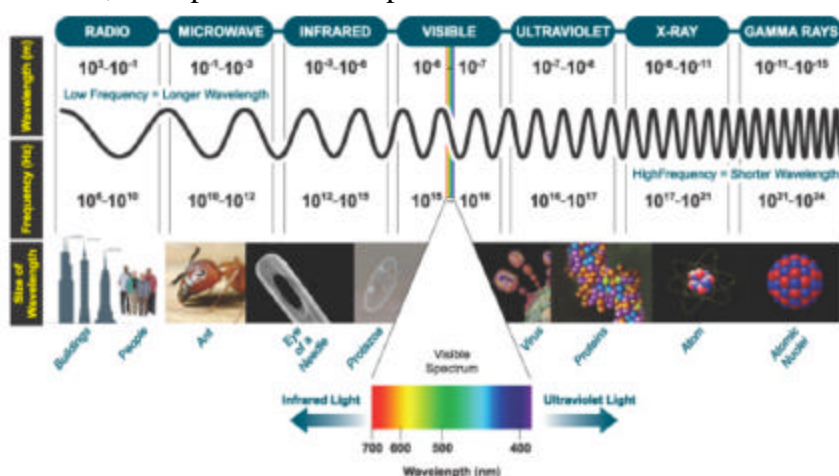 RADIO MICROWAVE INFRARED VISIBLE ULTRAVIOLET X-RAY GAMMA RAYS
Wavelength (m)
10³-10⁻¹ 10⁻¹-10⁻³ 10⁻³-10⁻⁶ 10⁻⁶ 10⁻⁷ 10⁻⁷-10⁻⁸ 10⁻⁸-10⁻¹¹ 10⁻¹¹-10⁻¹⁵
Low Frequency = Longer Wavelength
HighFrequency = Shorter Wavelength
Frequency (Hz)
10¹⁰ 10¹⁰-10¹² 10¹²-10¹⁵ 10¹⁵ 10¹⁶ 10¹⁶-10¹⁷ 10¹⁷-10²¹ 10²¹-10²⁴
Size of
Wavelength
Buildings People Ant Eye
of a
Needle Protozoa Virus Proteins Atom Atomic
Nuclei
Visible
Spectrum
Infrared Light Ultraviolet Light
700 600 500 400
Wavelength (nm)